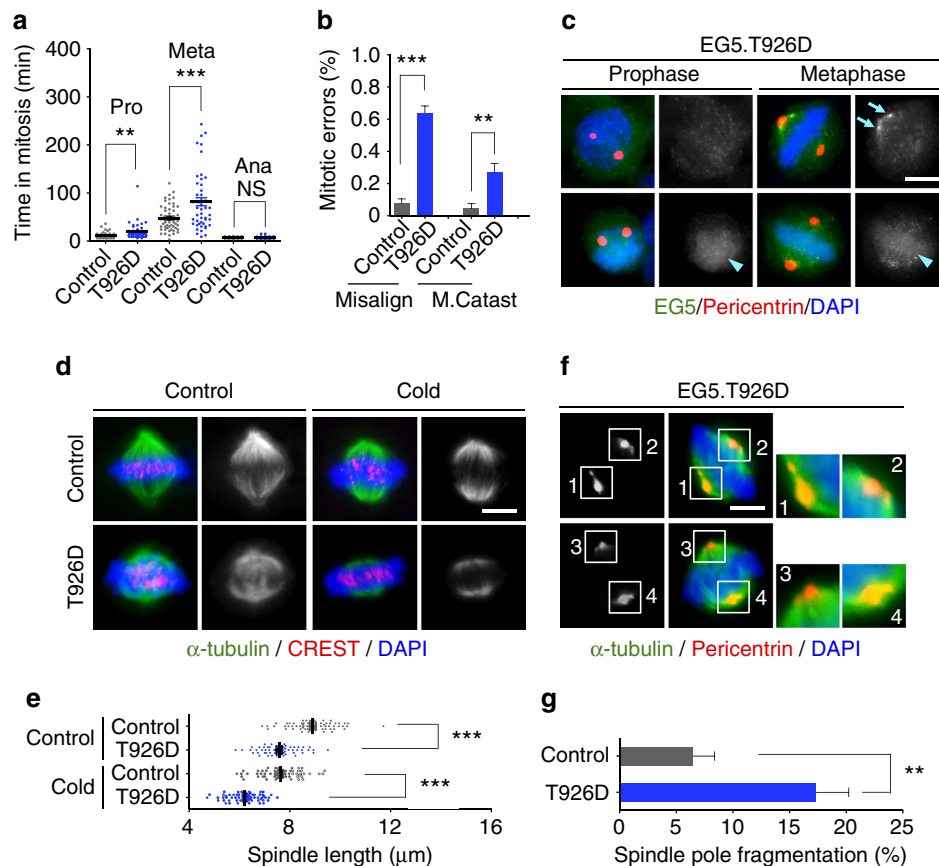 a
Time in mitosis (min)
400
300
200
100
0
Pro
**
Meta
***
Ana
NS
Control
T926D
Control
T926D
Control
T926D
b
Mitotic errors (%)
1.0
0.8
0.6
0.4
0.2
0
***
**
Control
T926D
Control
T926D
Misalign
M.Catast
c
EG5.T926D
Prophase
Metaphase
EG5/Pericentrin/DAPI
d
Control
Cold
Control
T926D
α-tubulin / CREST / DAPI
f
EG5.T926D
2
1
2
1
1
2
3
4
3
4
3
4
α-tubulin / Pericentrin / DAPI
e
Control
Control
T926D
***
Cold
Control
T926D
***
4
8
12
16
Spindle length (μm)
g
Control
T926D
**
0
5
10
15
20
25
Spindle pole fragmentation (%)